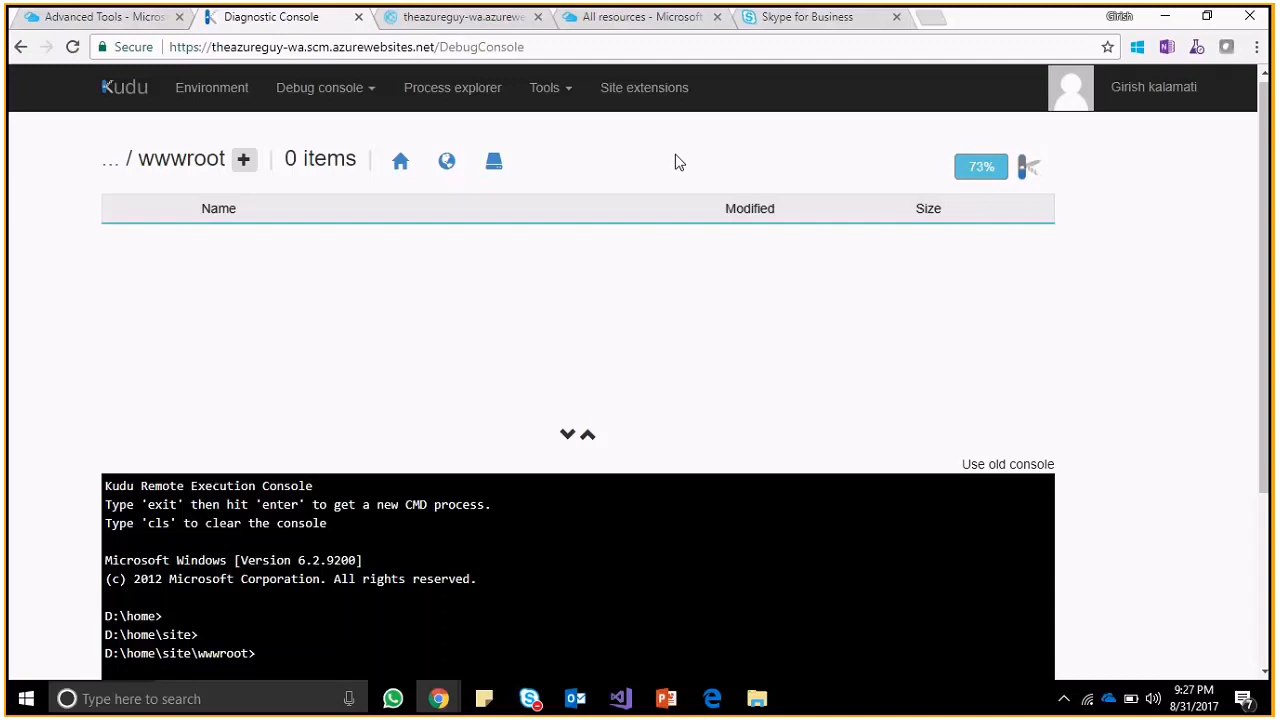 Advanced Tools - Micros
Diagnostic Console
theazureguy-wa.azurewe
All resources - Microsoft
Skype for Business
Girish
Secure
https://theazureguy-wa.scm.azurewebsites.net/DebugConsole
Kudu
Environment
Debug console
Process explorer
Tools
Site extensions
Girish kalamati
... / wwwroot + 0 items
73%
Name
Modified
Size
Use old console
Kudu Remote Execution Console
Type 'exit' then hit 'enter' to get a new CMD process.
Type 'cls' to clear the console
Microsoft Windows [Version 6.2.9200]
(c) 2012 Microsoft Corporation. All rights reserved.
D:\home>
D:\home\site>
D:\home\site\wwwroot>
Type here to search
9:27 PM
8/31/2017
7